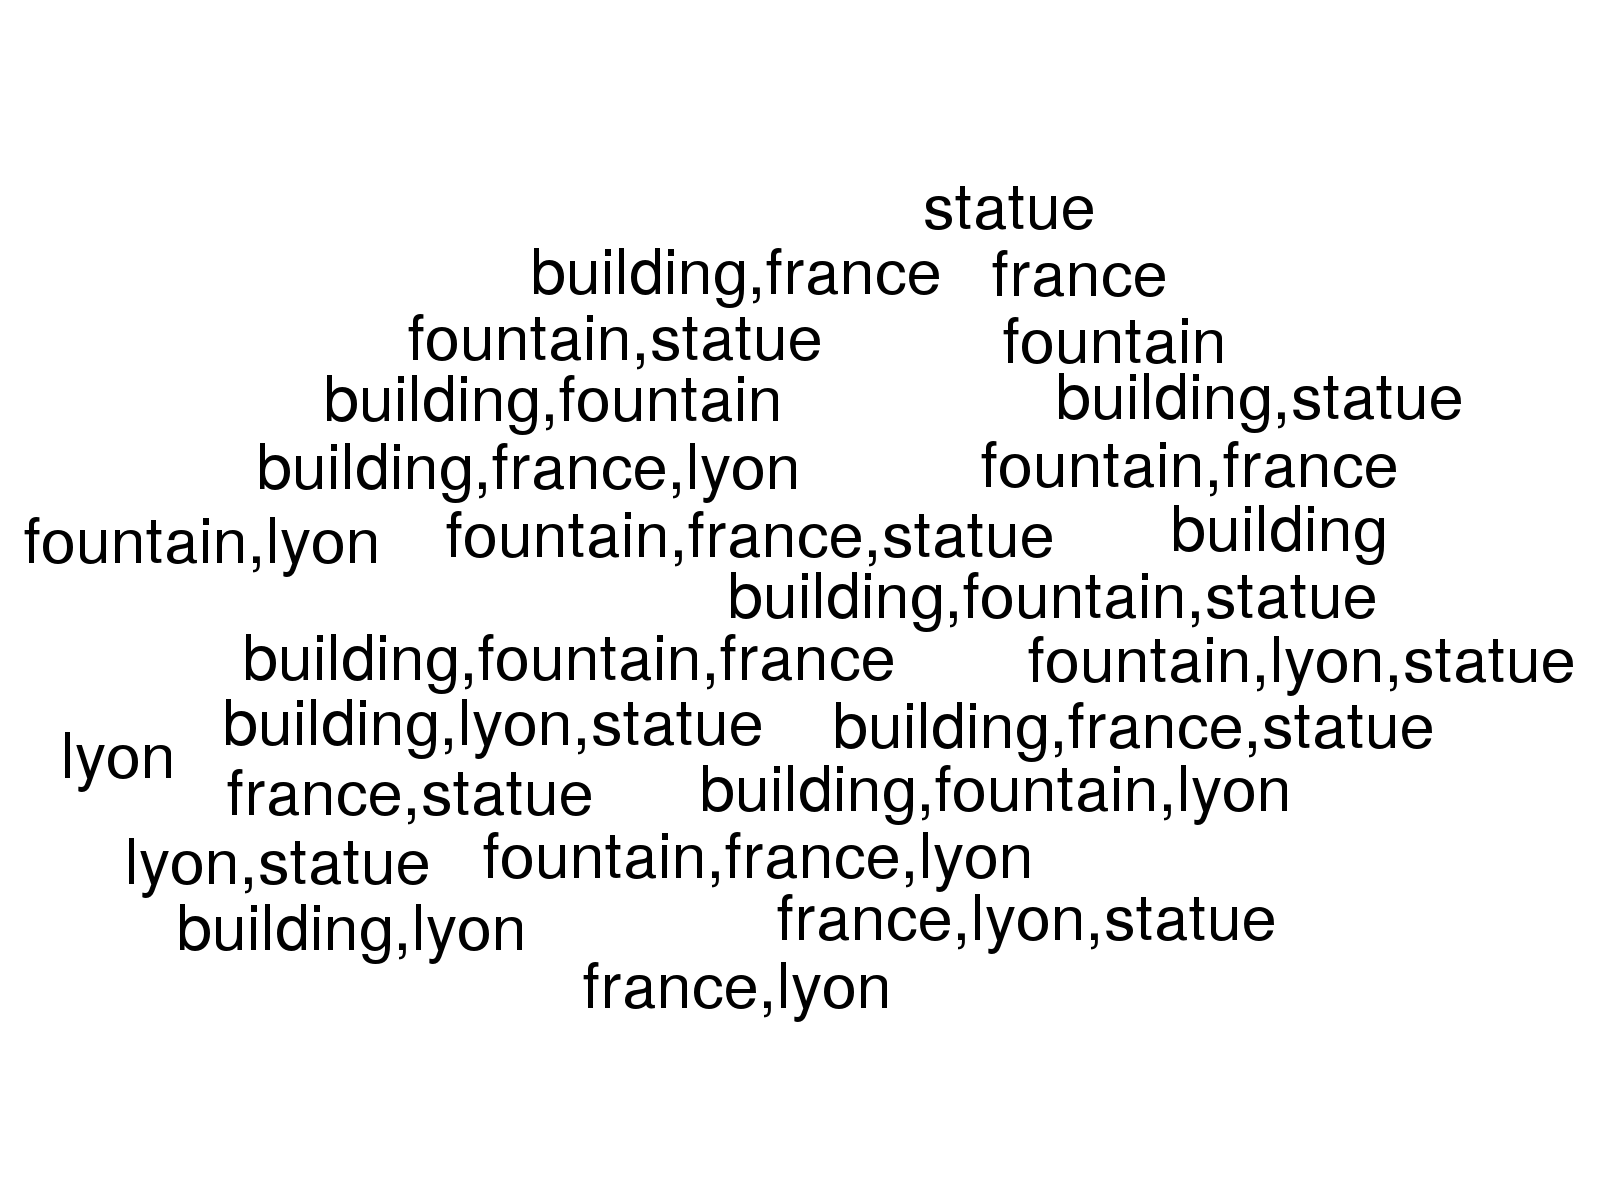 statue
building,france france
fountain,statue fountain
building,fountain building,statue
building,france,lyon fountain,france
fountain,lyon fountain,france,statue building
building,fountain,statue
building,fountain,france fountain,lyon,statue
building,lyon,statue building,france,statue
lyon
france,statue building,fountain,lyon
lyon,statue fountain,france,lyon
building,lyon france,lyon,statue
france,lyon